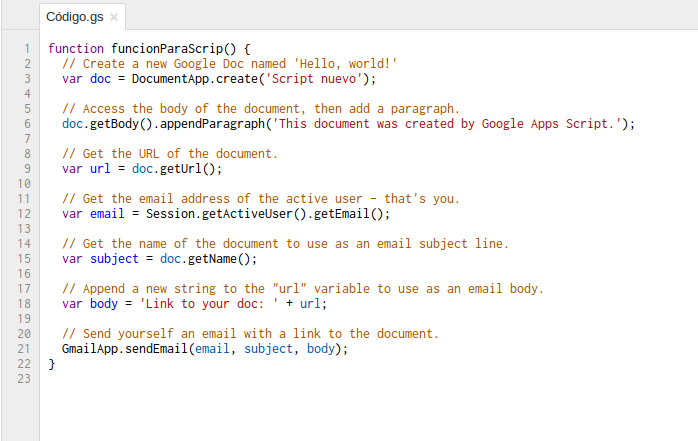 Código.gs ×
1 function funcionParaScrip() {
2   // Create a new Google Doc named 'Hello, world!'
3   var doc = DocumentApp.create('Script nuevo');
4
5   // Access the body of the document, then add a paragraph.
6   doc.getBody().appendParagraph('This document was created by Google Apps Script.');
7
8   // Get the URL of the document.
9   var url = doc.getUrl();
10
11   // Get the email address of the active user – that's you.
12   var email = Session.getActiveUser().getEmail();
13
14   // Get the name of the document to use as an email subject line.
15   var subject = doc.getName();
16
17   // Append a new string to the "url" variable to use as an email body.
18   var body = 'Link to your doc: ' + url;
19
20   // Send yourself an email with a link to the document.
21   GmailApp.sendEmail(email, subject, body);
22 }
23